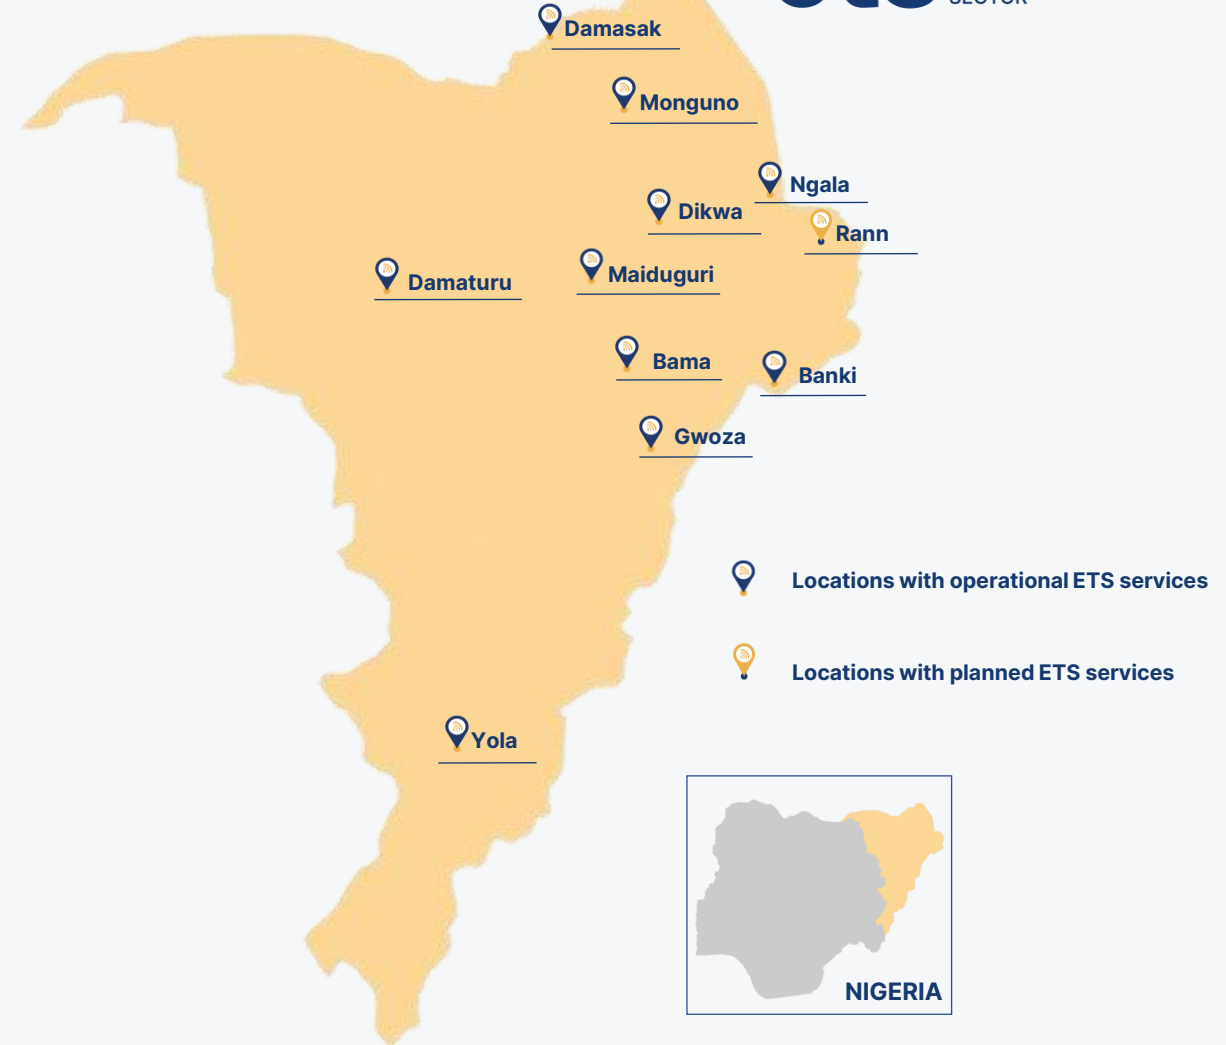 SECTOR
Damasak
Monguno
Ngala
Dikwa
Rann
Maiduguri
Damaturu
Bama
Banki
Gwoza
Locations with operational ETS services
Locations with planned ETS services
Yola
NIGERIA